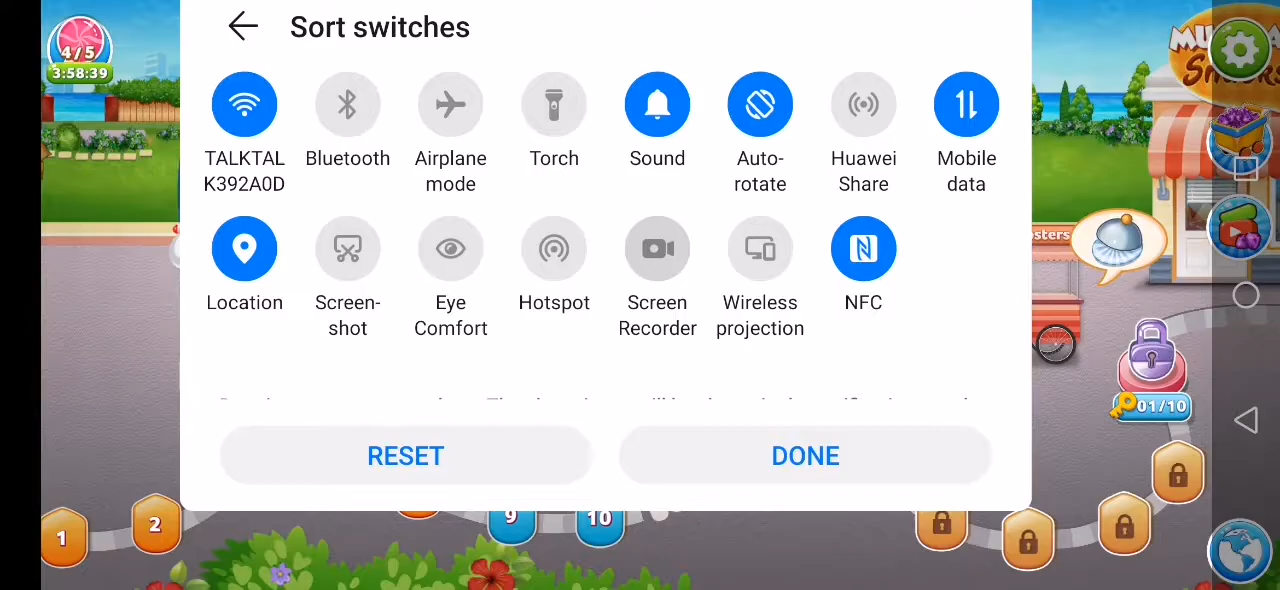 Sort switches
4/5
3:58:39
TALKTAL
K392A0D
Bluetooth
Airplane
mode
Torch
Sound
Auto-
rotate
Huawei
Share
Mobile
data
Location
Screen-
shot
Eye
Comfort
Hotspot
Screen
Recorder
Wireless
projection
NFC
RESET
DONE
01/10
1
2
9
10